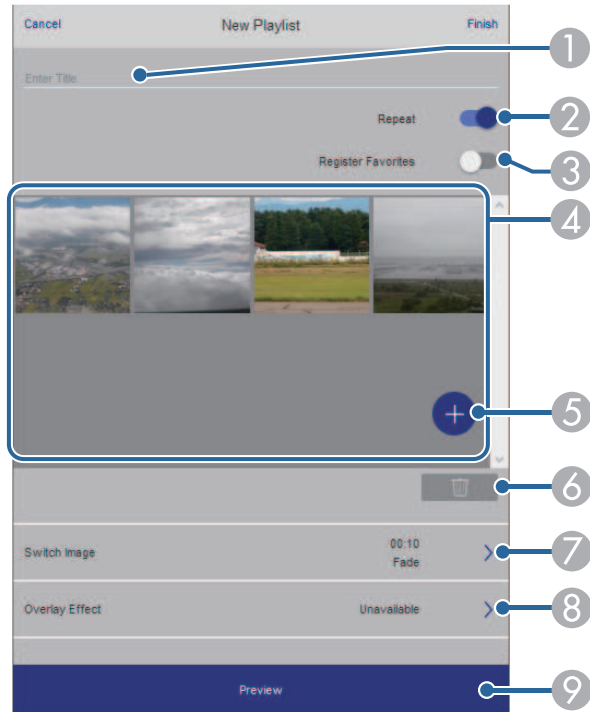 Cancel New Playlist Finish
1
Enter Title
Repeat
2
Register Favorites
3
4
+
5
6
Switch Image 00:10
Fade
7
Overlay Effect Unavailable
8
Preview
9